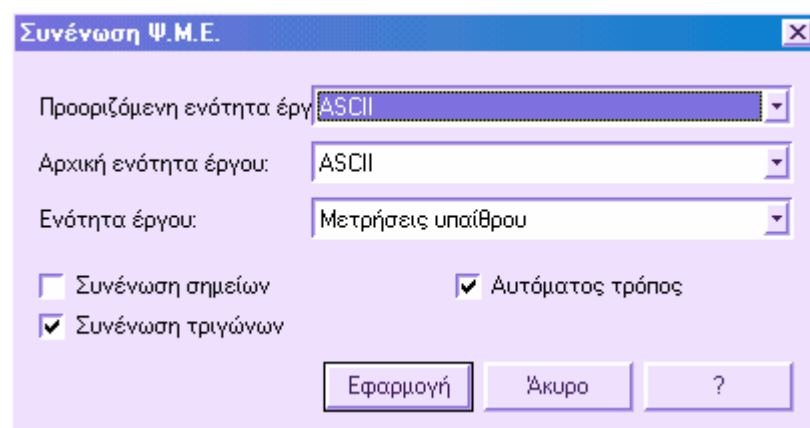 Συνένωση Ψ.Μ.Ε.
Προοριζόμενη ενότητα έργ ASCII
Αρχική ενότητα έργου: ASCII
Ενότητα έργου: Μετρήσεις υπαίθρου
Συνένωση σημείων Αυτόματος τρόπος
Συνένωση τριγώνων
Εφαρμογή Άκυρο ?